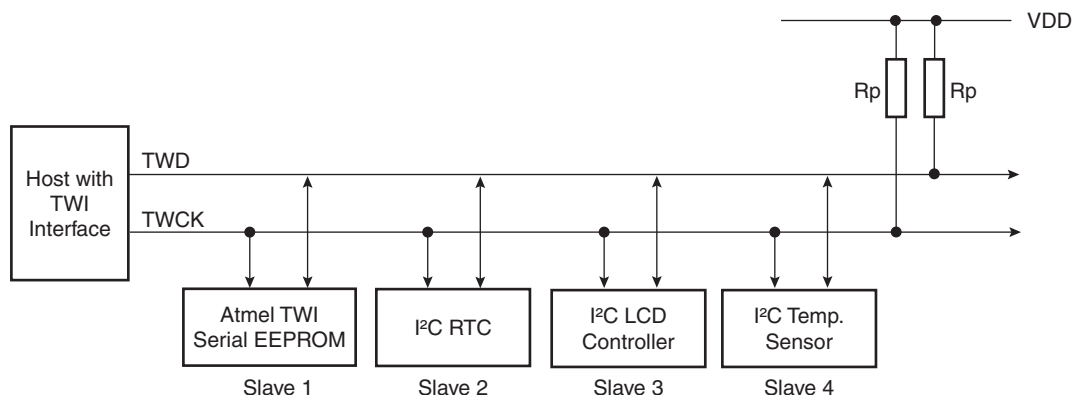 VDD
Rp
Rp
Host with
TWI
Interface
TWD
TWCK
Atmel TWI
Serial EEPROM
Slave 1
I²C RTC
Slave 2
I²C LCD
Controller
Slave 3
I²C Temp.
Sensor
Slave 4